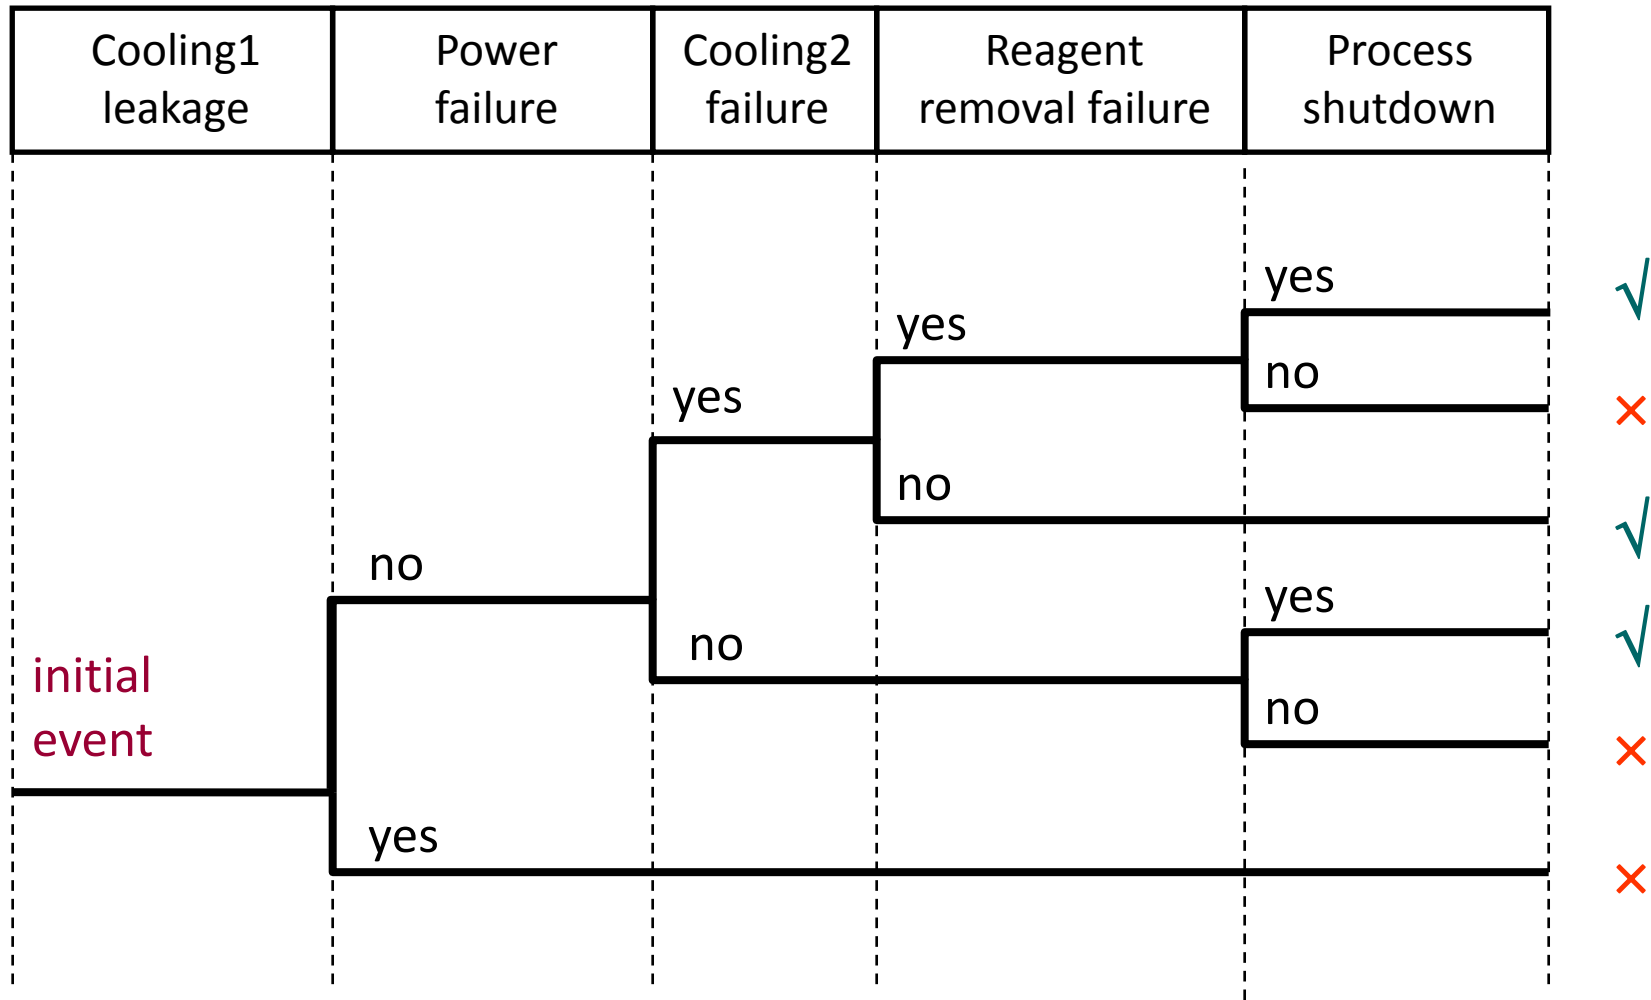 Cooling1
leakage
Power
failure
Cooling2
failure
Reagent
removal failure
Process
shutdown
yes
√
yes
no
×
yes
no
√
no
yes
√
no
initial
event
no
×
yes
×